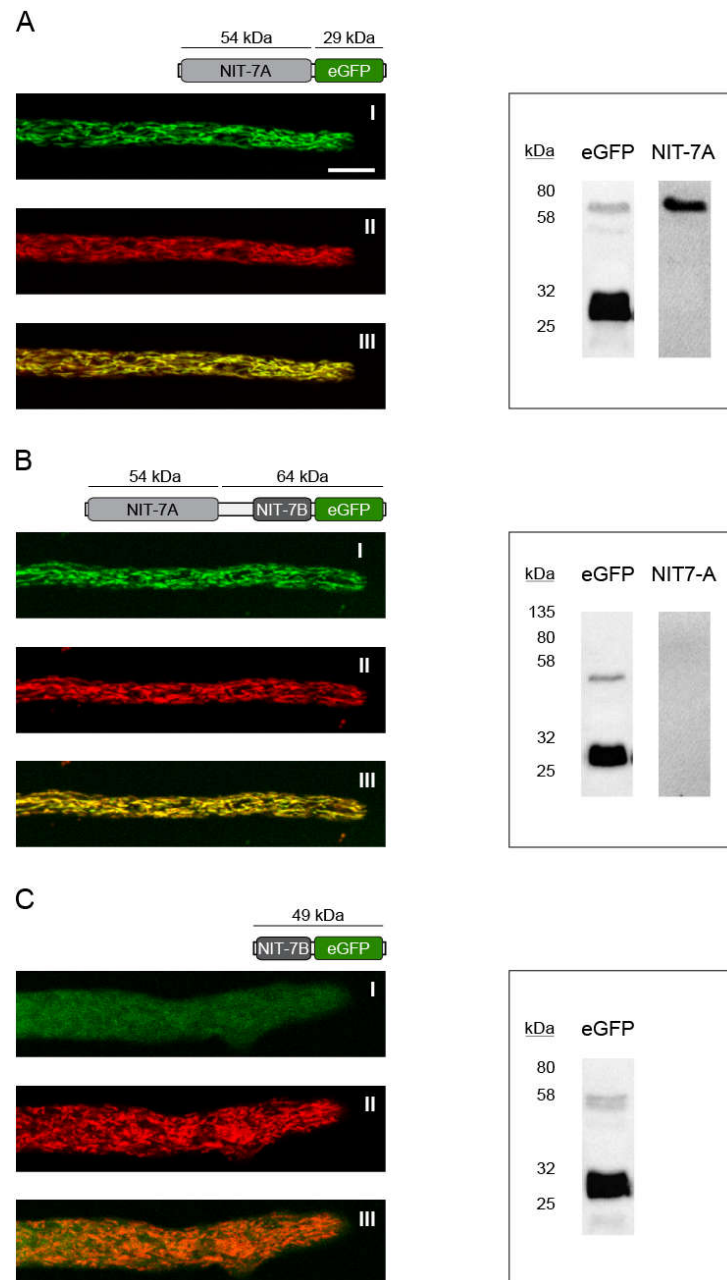 A
54 kDa 29 kDa
NIT-7A eGFP
I
II
III
kDa eGFP NIT-7A
80
58
32
25
B
54 kDa 64 kDa
NIT-7A NIT-7B eGFP
I
II
III
kDa eGFP NIT7-A
135
80
58
32
25
C
49 kDa
NIT-7B eGFP
I
II
III
kDa eGFP
80
58
32
25